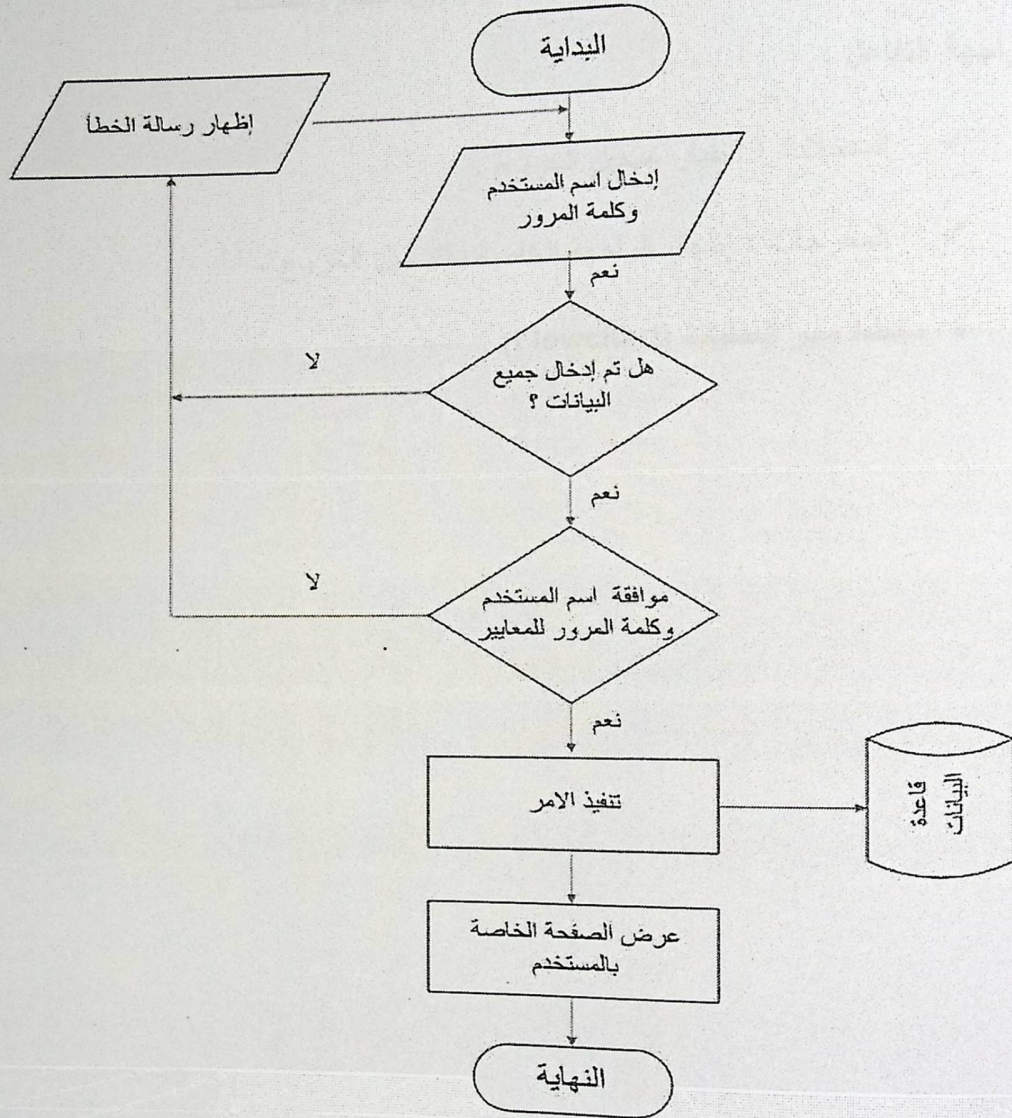 البداية
إظهار رسالة الخطأ
إدخال اسم المستخدم
وكلمة المرور
نعم
هل تم إدخال جميع
البيانات ؟
لا
نعم
موافقة اسم المستخدم
وكلمة المرور للمعايير
لا
نعم
تنفيذ الامر
قاعدة
البيانات
عرض الصفحة الخاصة
بالمستخدم
النهاية